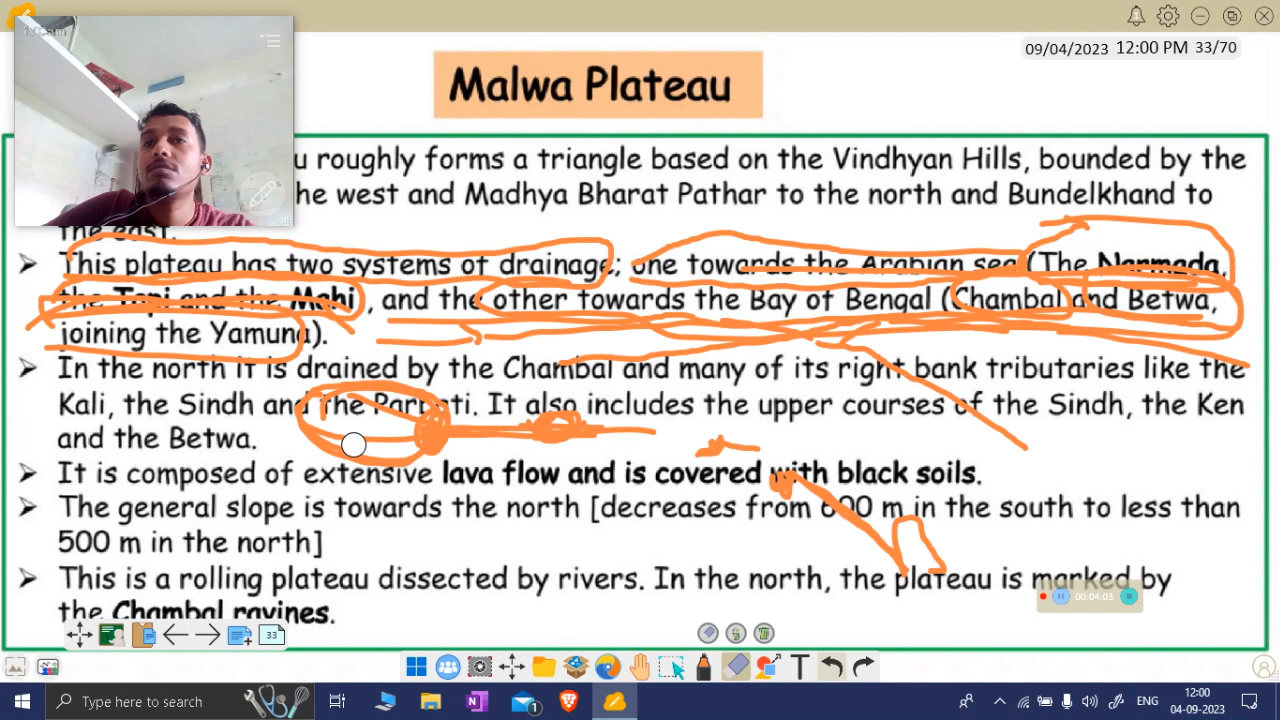 09/04/2023 12:00 PM 33/70
Malwa Plateau
u roughly forms a triangle based on the Vindhyan Hills, bounded by the
he west and Madhya Bharat Pathar to the north and Bundelkhand to
the east.
➢ This plateau has two systems of drainage; one towards the Arabian sea (The Narmada,
the Tapi and the Mahi, and the other towards the Bay of Bengal (Chambal and Betwa,
joining the Yamuna).
➢ In the north it is drained by the Chambal and many of its right bank tributaries like the
Kali, the Sindh and the Parbati. It also includes the upper courses of the Sindh, the Ken
and the Betwa.
➢ It is composed of extensive lava flow and is covered with black soils.
➢ The general slope is towards the north [decreases from 600 m in the south to less than
500 m in the north]
➢ This is a rolling plateau dissected by rivers. In the north, the plateau is marked by
the Chambal ravines.
00:04:03
33
T
Type here to search
1
ENG
12:00
04-09-2023